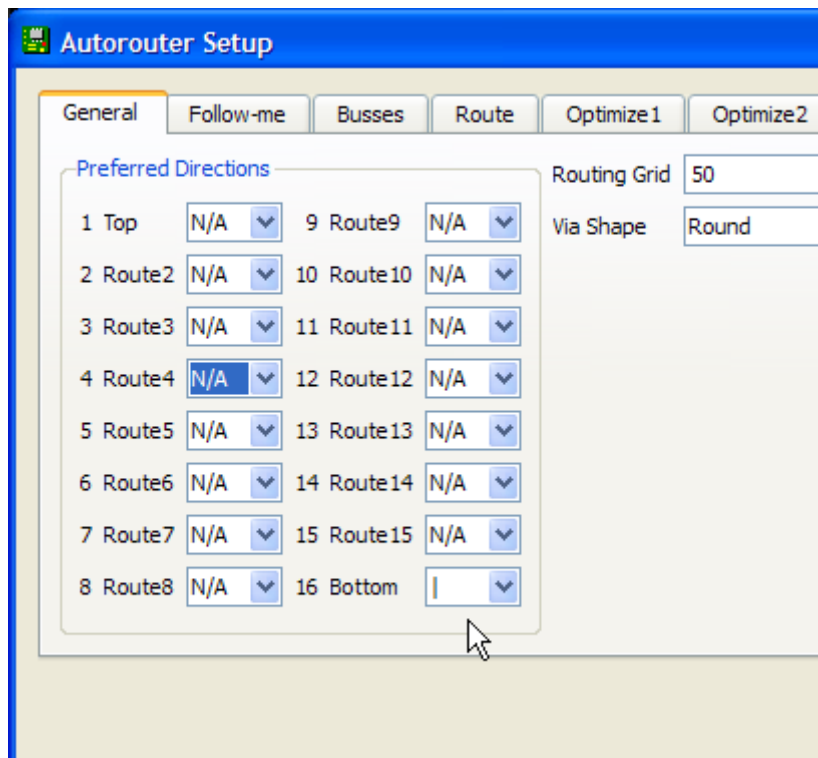 Autorouter Setup
General Follow-me Busses Route Optimize1 Optimize2
Preferred Directions
Routing Grid 50
Via Shape Round
1 Top N/A 9 Route9 N/A
2 Route2 N/A 10 Route10 N/A
3 Route3 N/A 11 Route11 N/A
4 Route4 N/A 12 Route12 N/A
5 Route5 N/A 13 Route13 N/A
6 Route6 N/A 14 Route14 N/A
7 Route7 N/A 15 Route15 N/A
8 Route8 N/A 16 Bottom |